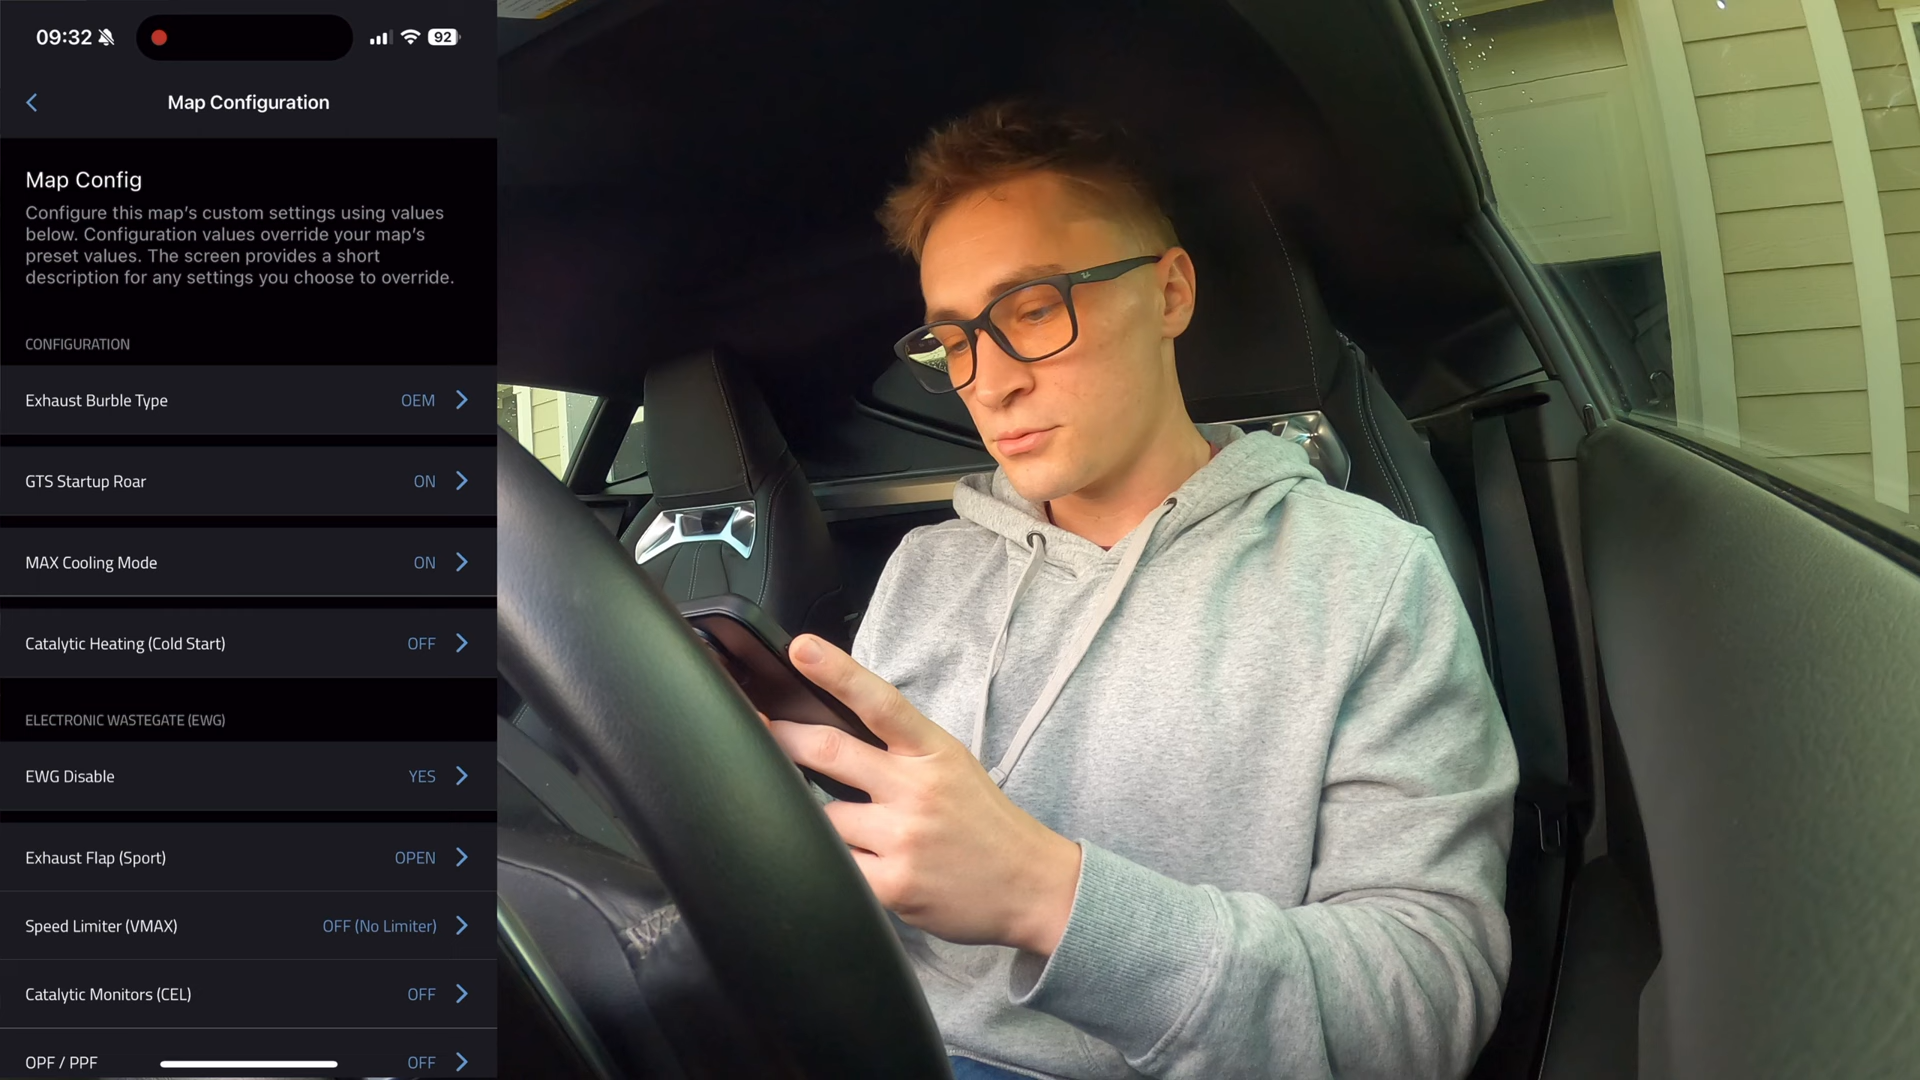 09:32
92
Map Configuration
Map Config
Configure this map's custom settings using values
below. Configuration values override your map's
preset values. The screen provides a short
description for any settings you choose to override.
CONFIGURATION
Exhaust Burble Type OEM
GTS Startup Roar ON
MAX Cooling Mode ON
Catalytic Heating (Cold Start) OFF
ELECTRONIC WASTEGATE (EWG)
EWG Disable YES
Exhaust Flap (Sport) OPEN
Speed Limiter (VMAX) OFF (No Limiter)
Catalytic Monitors (CEL) OFF
OPF / PPF OFF